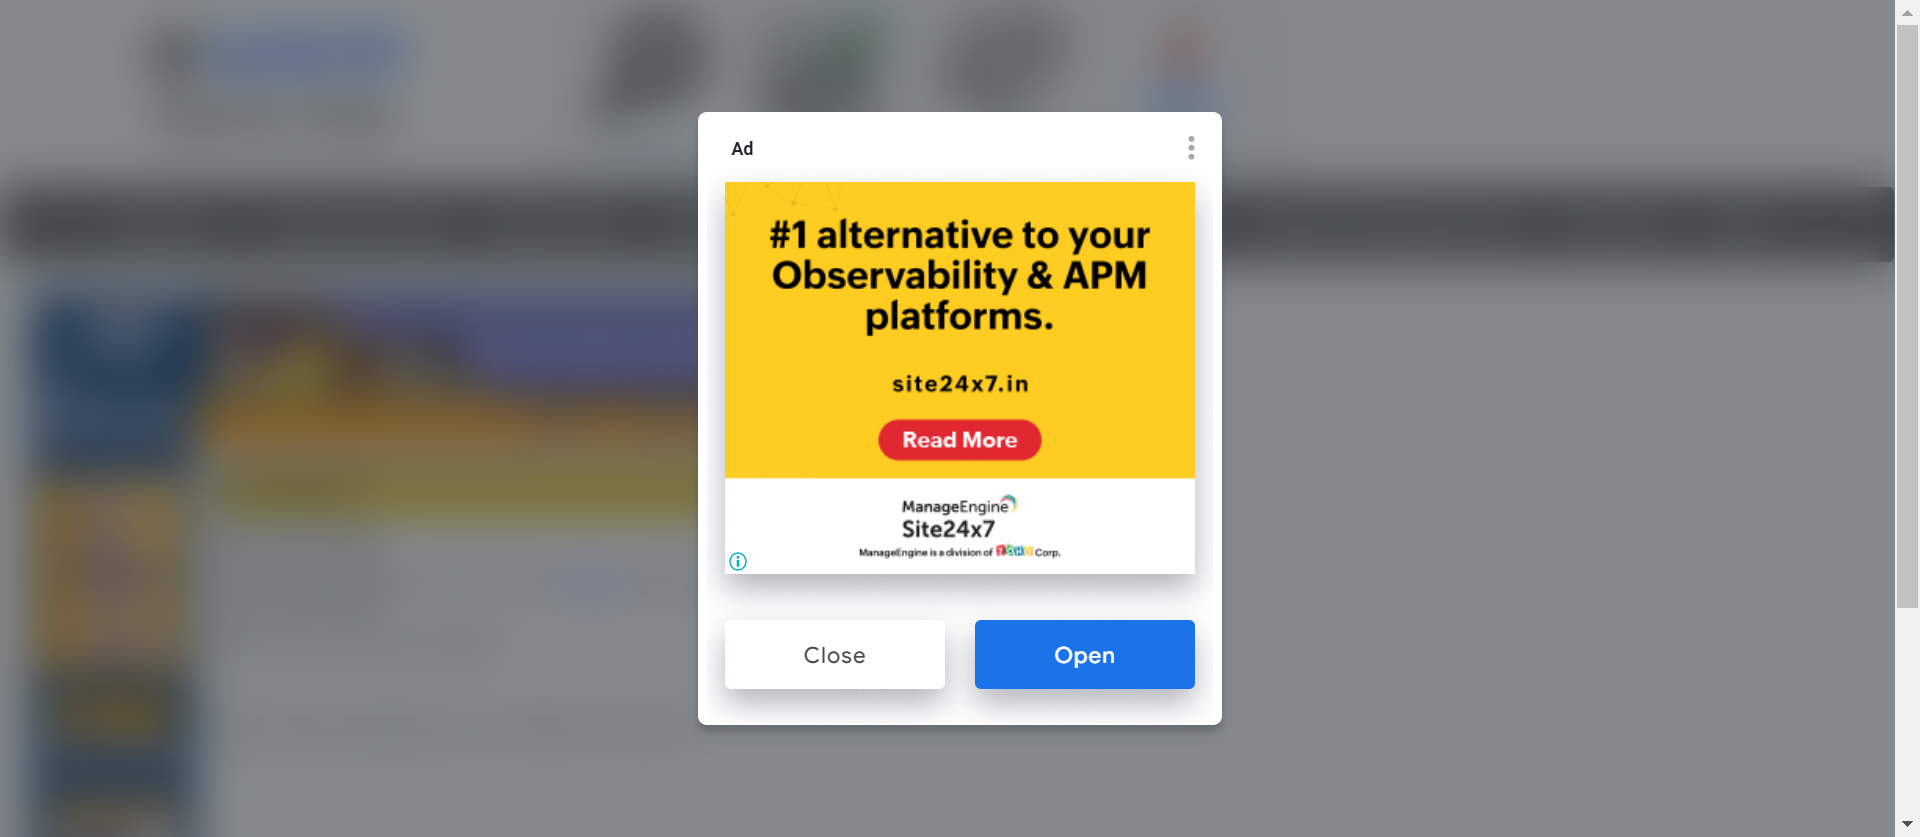 Ad
#1 alternative to your
Observability & APM
platforms.
site24x7.in
Read More
ManageEngine
Site24x7
ManageEngine is a division of ZOHO Corp.
Close
Open